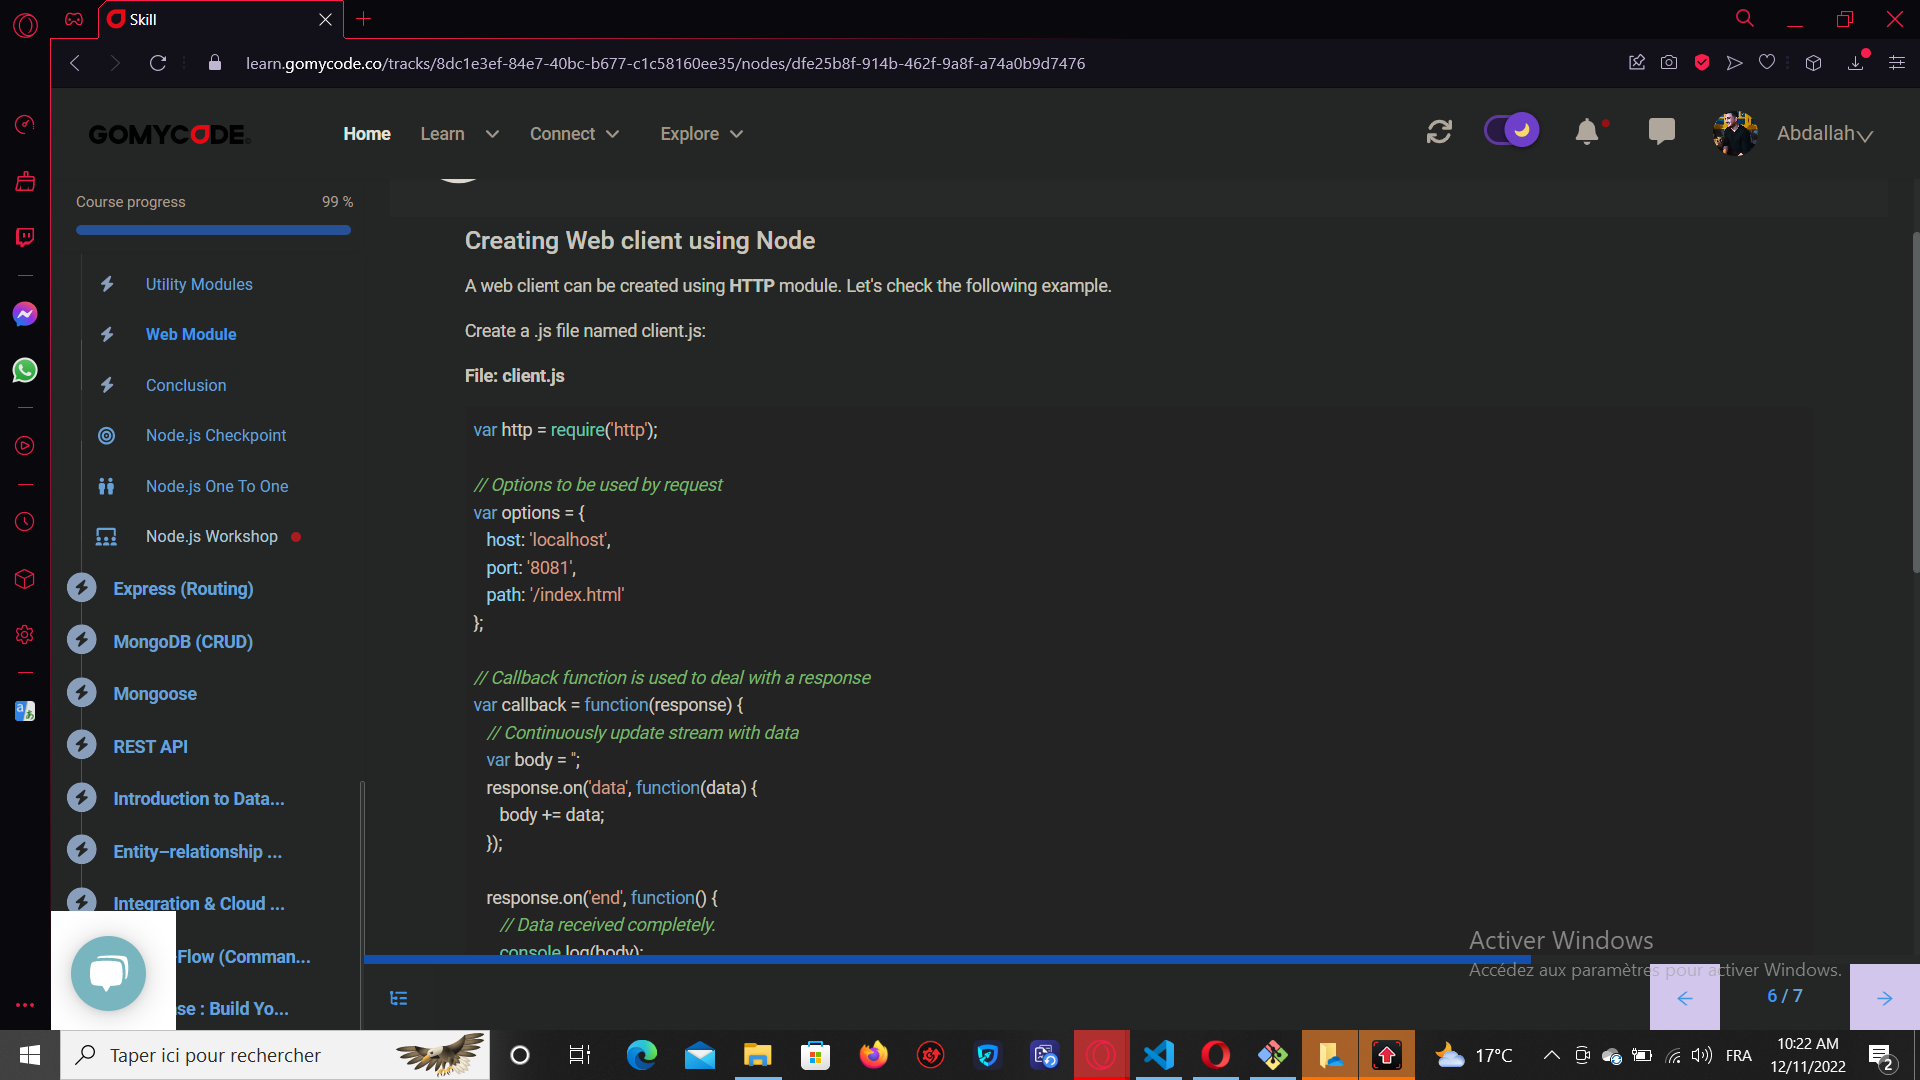 Skill
learn.gomycode.co/tracks/8dc1e3ef-84e7-40bc-b677-c1c58160ee35/nodes/dfe25b8f-914b-462f-9a8f-a74a0b9d7476
GOMYCODE
Home
Learn
Connect
Explore
Abdallah
Course progress
99 %
Utility Modules
Web Module
Conclusion
Node.js Checkpoint
Node.js One To One
Node.js Workshop
Express (Routing)
MongoDB (CRUD)
Mongoose
REST API
Introduction to Data...
Entity–relationship ...
Integration & Cloud ...
-Flow (Comman...
se : Build Yo...
Creating Web client using Node
A web client can be created using HTTP module. Let's check the following example.
Create a .js file named client.js:
File: client.js
var http = require('http');
// Options to be used by request
var options = {
host: 'localhost',
port: '8081',
path: '/index.html'
};
// Callback function is used to deal with a response
var callback = function(response) {
// Continuously update stream with data
var body = '';
response.on('data', function(data) {
body += data;
});
response.on('end', function() {
// Data received completely.
console.log(body);
Activer Windows
Accédez aux paramètres pour activer Windows.
6 / 7
Taper ici pour rechercher
17°C
FRA
10:22 AM
12/11/2022
2